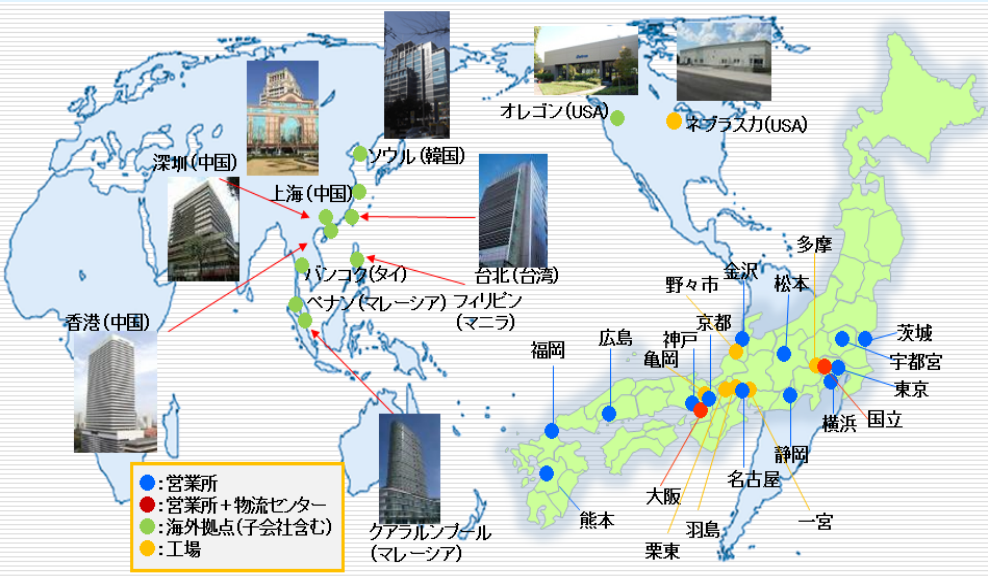 オレゴン(USA)
ネブラスカ(USA)
ソウル(韓国)
深圳(中国)
上海(中国)
台北(台湾)
バンコク(タイ)
ペナン(マレーシア)
フィリピン
(マニラ)
香港(中国)
クアラルンプール
(マレーシア)
多摩
金沢
野々市
松本
京都
神戸
広島
福岡
亀岡
茨城
宇都宮
東京
国立
横浜
静岡
名古屋
一宮
大阪
羽島
栗東
熊本
●:営業所
●:営業所+物流センター
●:海外拠点(子会社含む)
●:工場